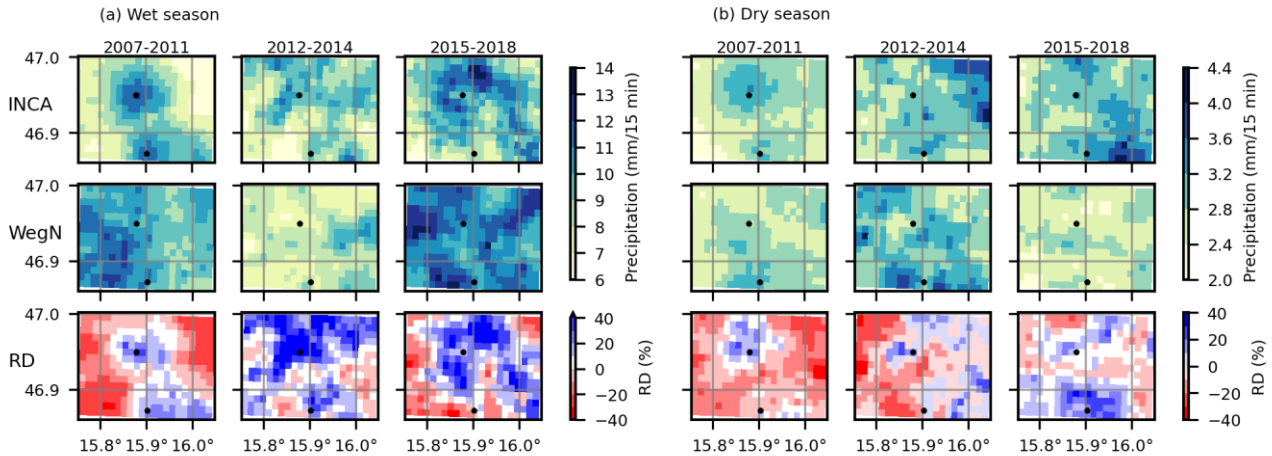 (a) Wet season
(b) Dry season
2007-2011 2012-2014 2015-2018
2007-2011 2012-2014 2015-2018
INCA
47.0
46.9
WegN
47.0
46.9
RD
47.0
46.9
15.8° 15.9° 16.0° 15.8° 15.9° 16.0° 15.8° 15.9° 16.0°
14
13
12
11
10
9
8
7
6
Precipitation (mm/15 min)
40
20
0
−20
−40
RD (%)
15.8° 15.9° 16.0° 15.8° 15.9° 16.0° 15.8° 15.9° 16.0°
4.4
4.0
3.6
3.2
2.8
2.4
2.0
Precipitation (mm/15 min)
40
20
0
−20
−40
RD (%)